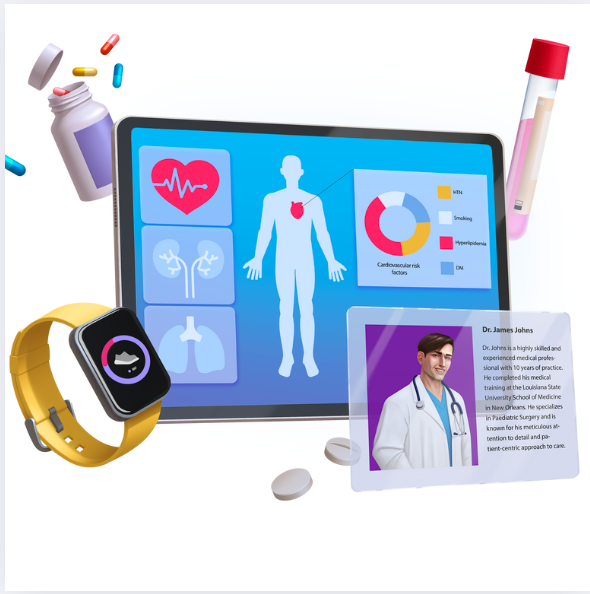 HTN
Smoking
Hyperlipidemia
DM
Cardiovascular risk
factors
Dr. James Johns
Dr. Johns is a highly skilled and
experienced medical profes-
sional with 10 years of practice.
He completed his medical
training at the Louisiana State
University School of Medicine
in New Orleans. He specializes
in Paediatric Surgery and is
known for his meticulous at-
tention to detail and pa-
tient-centric approach to care.